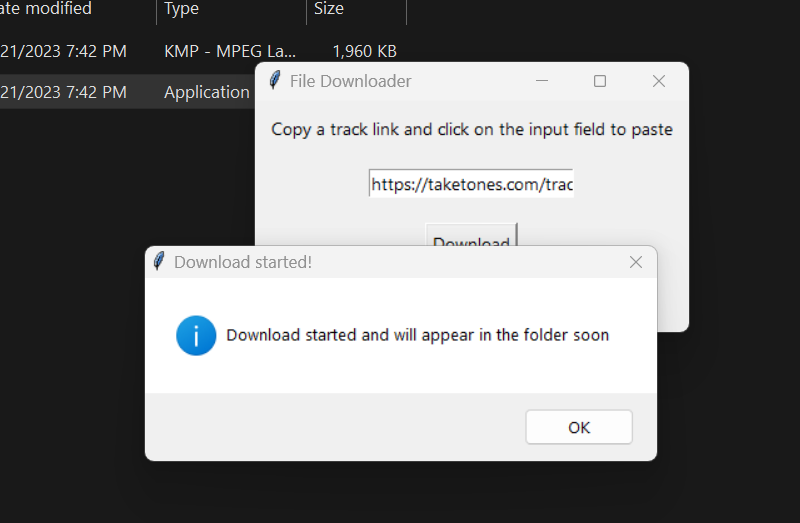 ate modified Type Size
21/2023 7:42 PM KMP - MPEG La... 1,960 KB
21/2023 7:42 PM Application
File Downloader
Copy a track link and click on the input field to paste
https://taketones.com/trac
Download
Download started!
Download started and will appear in the folder soon
OK